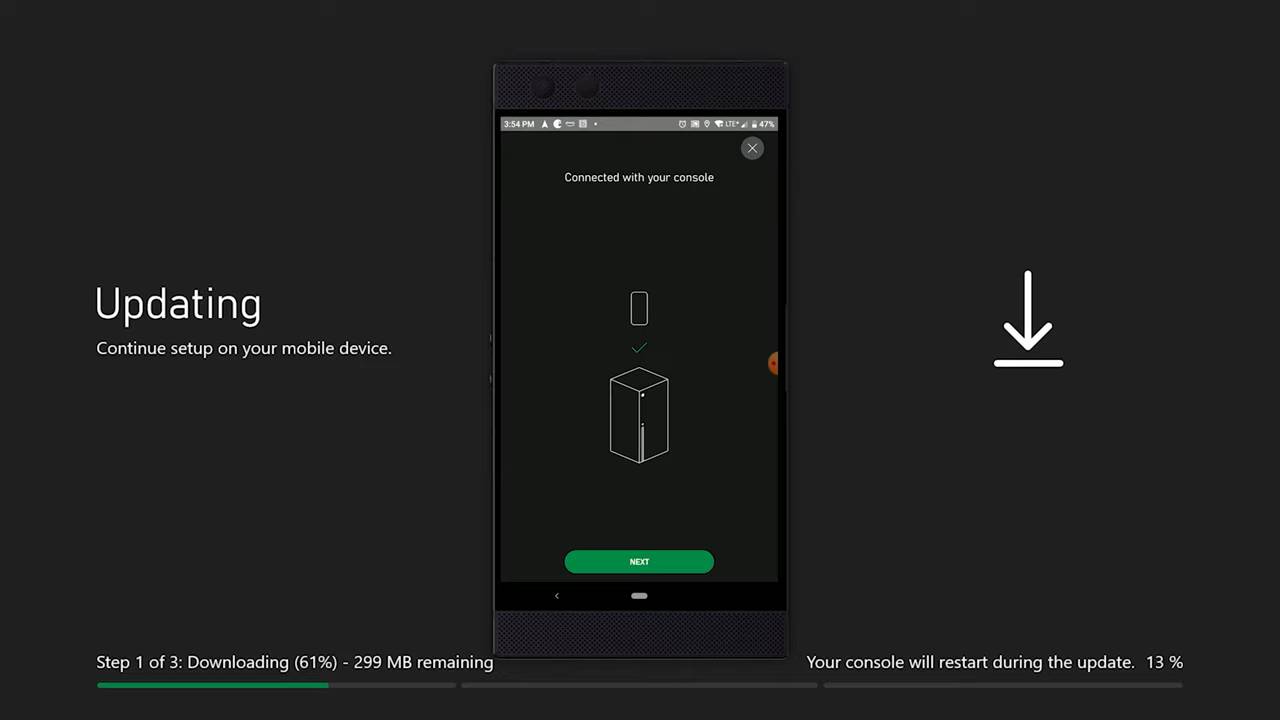 3:54 PM
LTE+
47%
Connected with your console
Updating
Continue setup on your mobile device.
NEXT
Step 1 of 3: Downloading (61%) - 299 MB remaining
Your console will restart during the update. 13 %